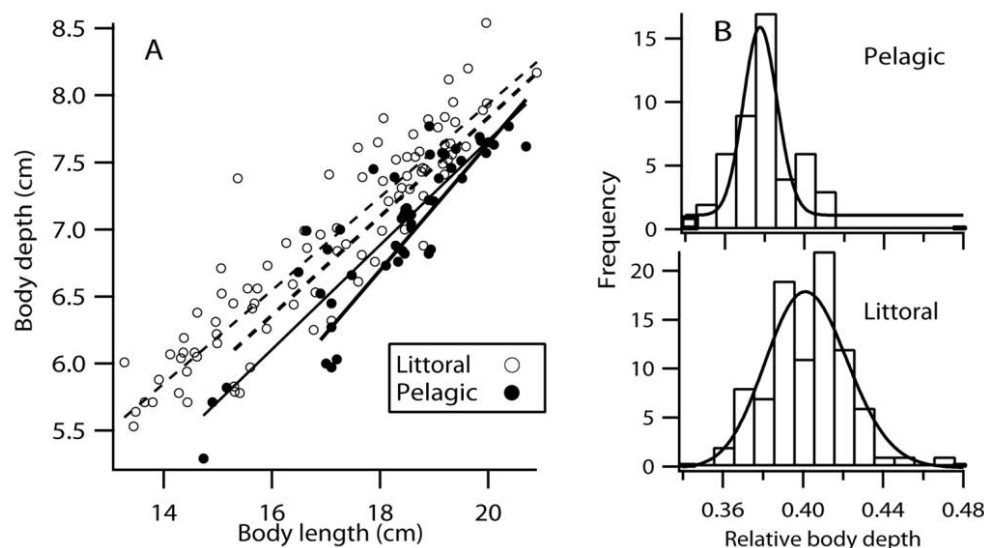 A
8.5
8.0
7.5
7.0
6.5
6.0
5.5
Body depth (cm)
14
16
18
20
Body length (cm)
Littoral
Pelagic
B
Pelagic
15
10
5
0
Frequency
Littoral
20
15
10
5
0
0.36
0.40
0.44
0.48
Relative body depth